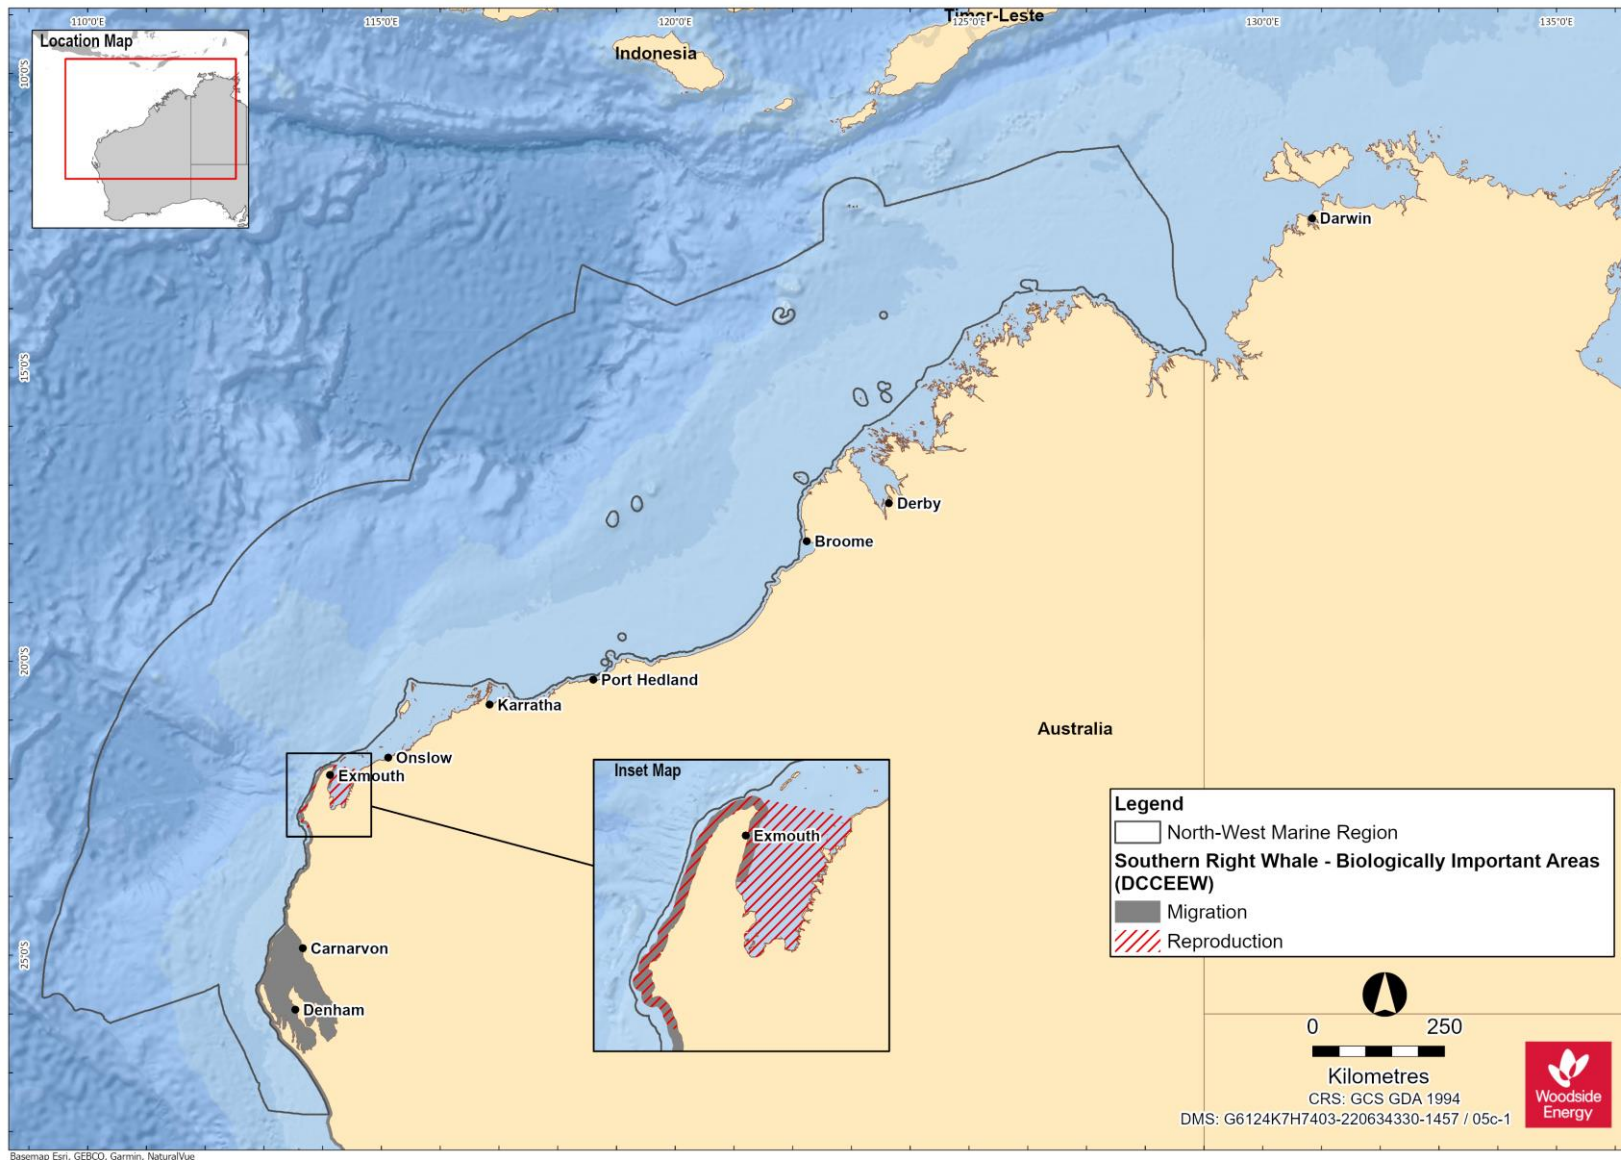 110°0'E
115°0'E
120°0'E
125°0'E
130°0'E
135°0'E
Timor-Leste
Location Map
Indonesia
10°0'S
Darwin
15°0'S
Derby
Broome
20°0'S
Port Hedland
Karratha
Australia
Onslow
Exmouth
Inset Map
Exmouth
Legend
North-West Marine Region
Southern Right Whale - Biologically Important Areas
(DCCEEW)
Migration
Reproduction
25°0'S
Carnarvon
Denham
0 250
Kilometres
CRS: GCS GDA 1994
DMS: G6124K7H7403-220634330-1457 / 05c-1
Woodside
Energy
Basemap Esri, GEBCO, Garmin, NaturalVue